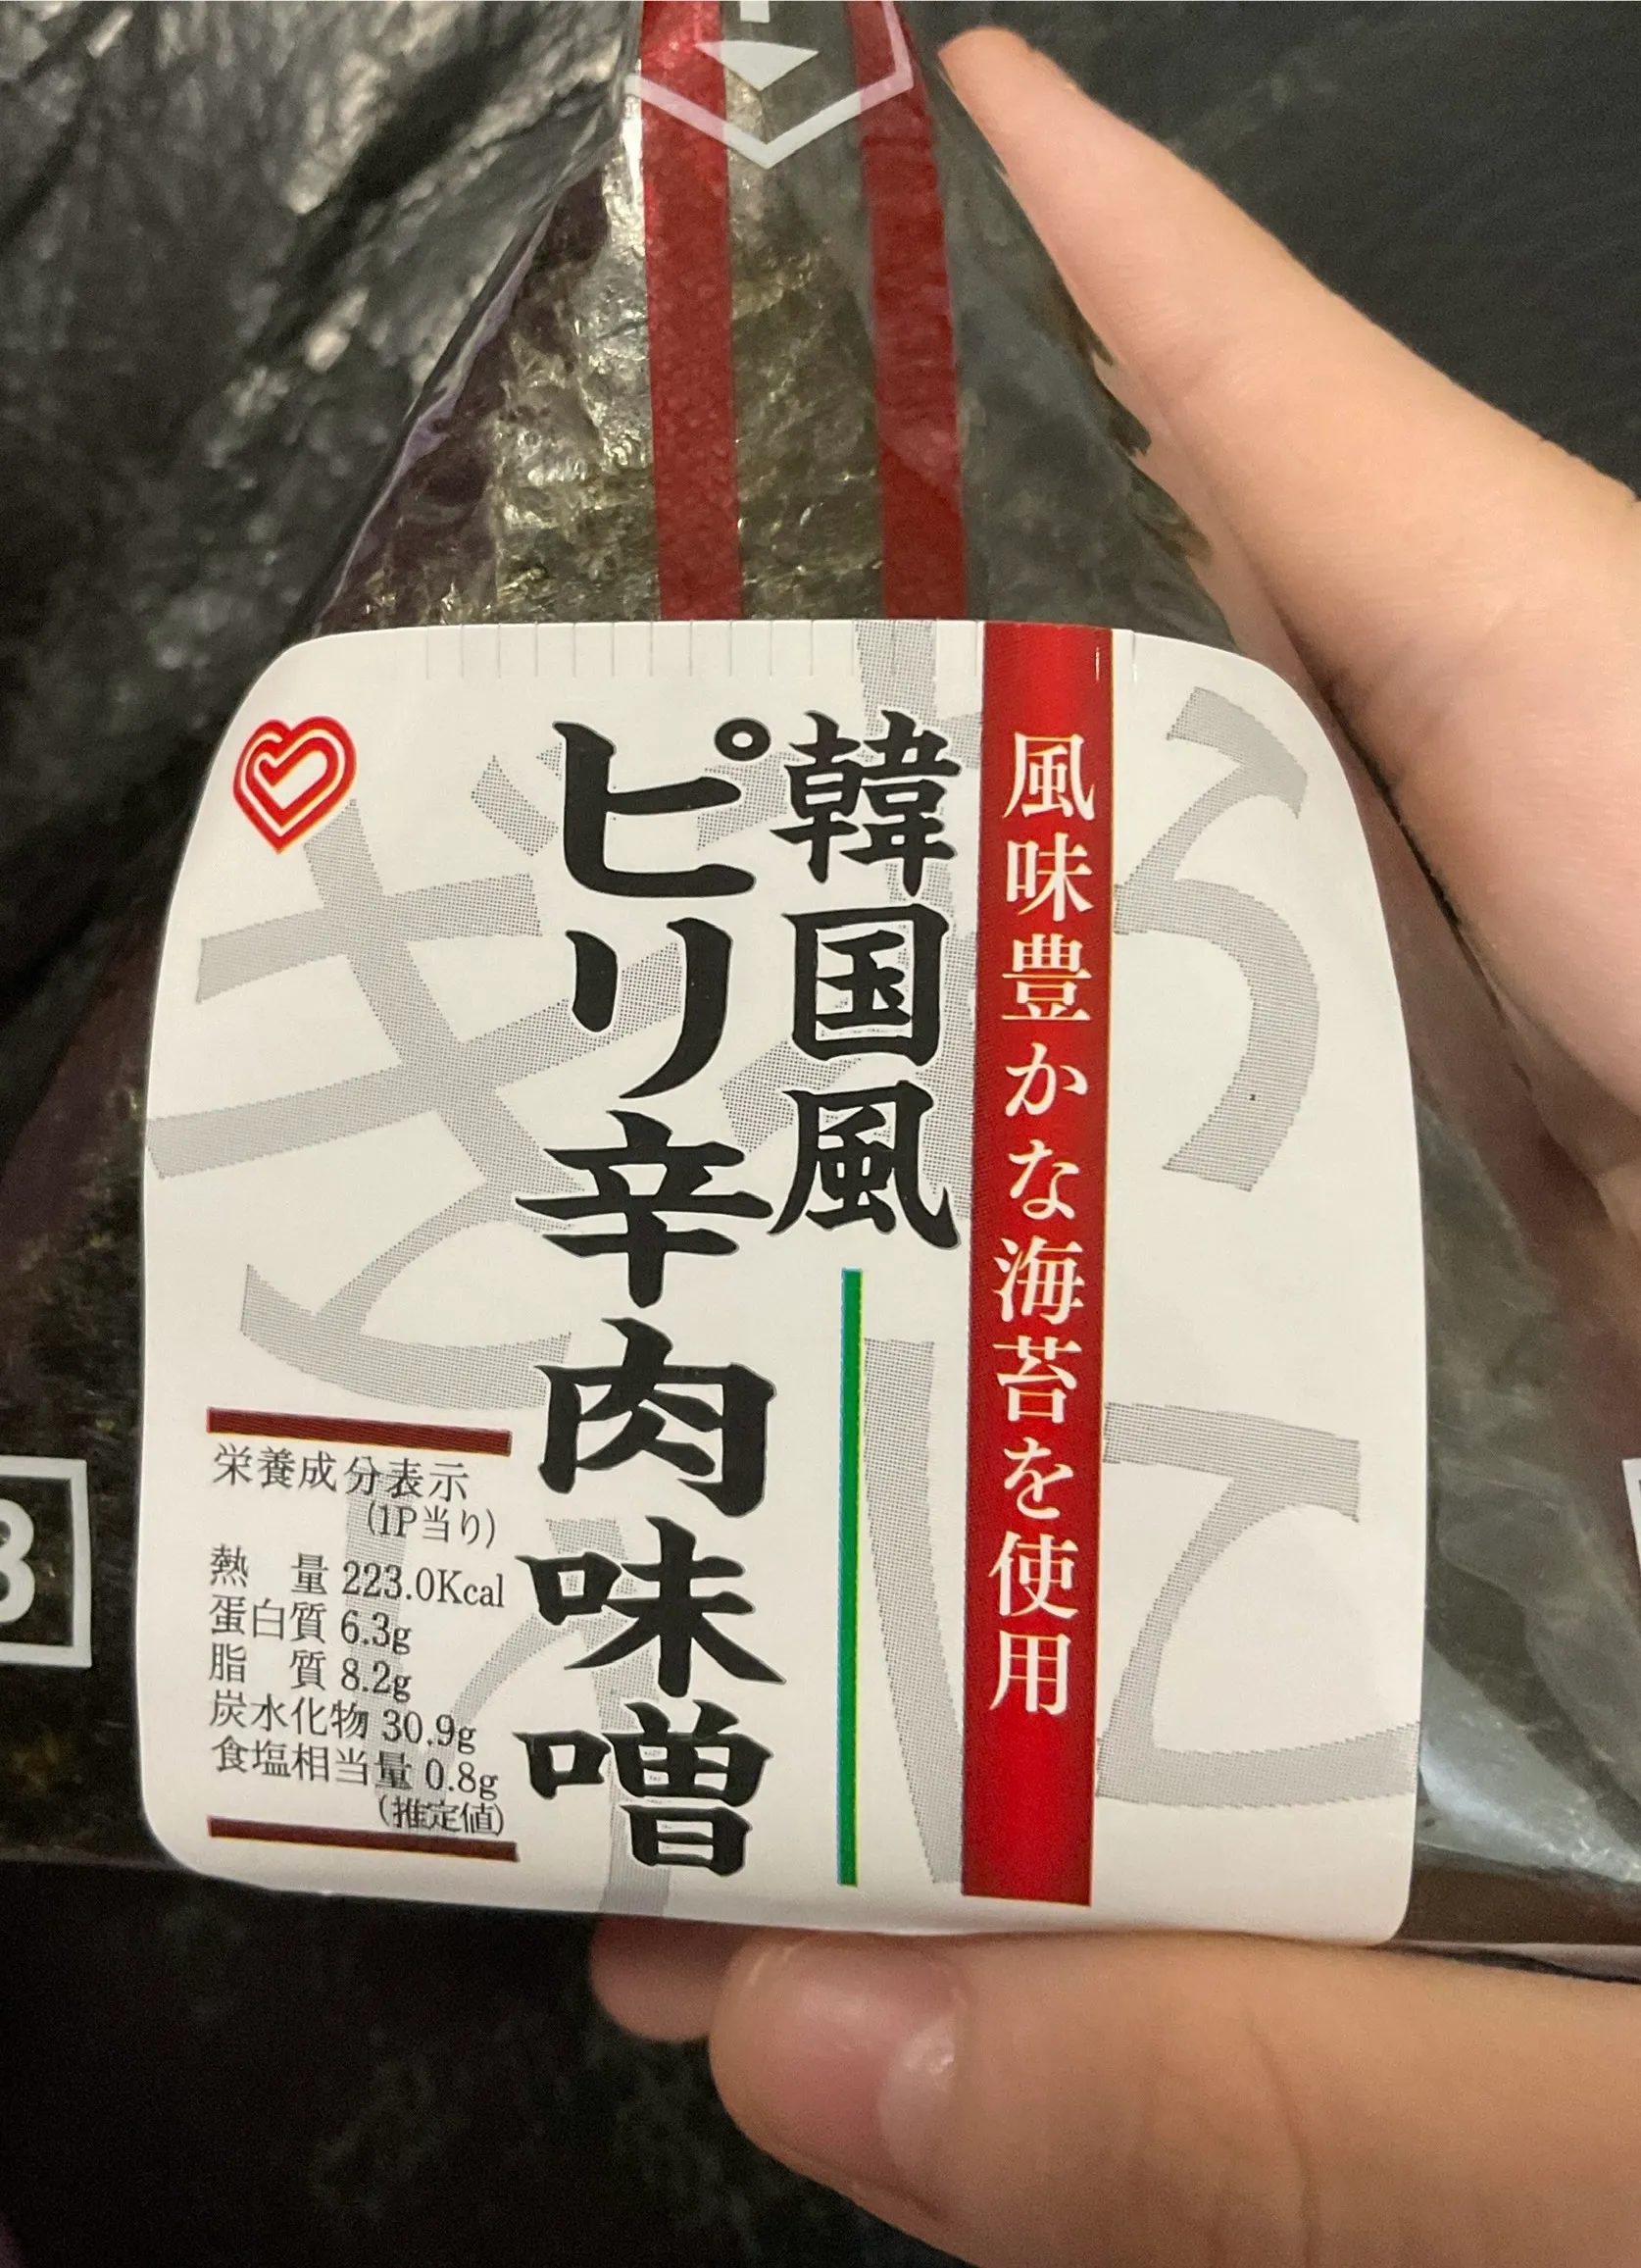 風味豊かな海苔を使用
韓国風
ピリ辛肉味噌
栄養成分表示
(1P当り)
熱　量 223.0Kcal
蛋白質 6.3g
脂　質 8.2g
炭水化物 30.9g
食塩相当量 0.8g
(推定値)
3